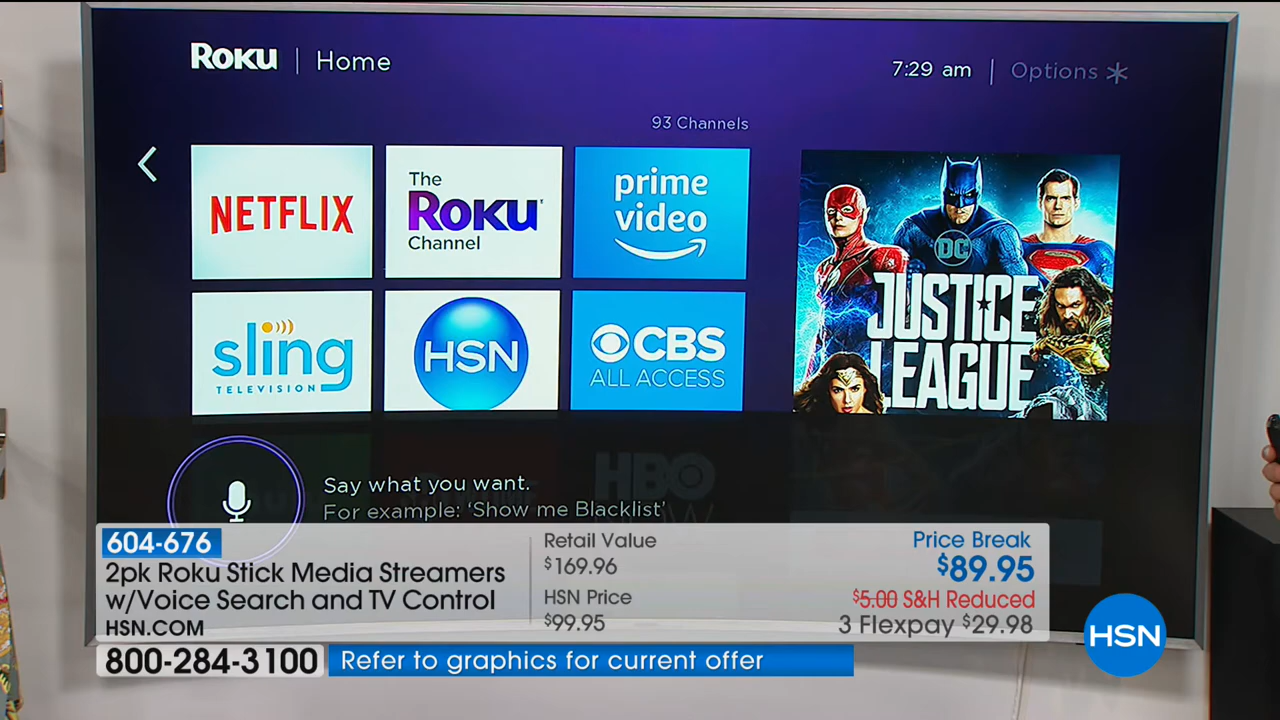 Roku | Home
7:29 am | Options
93 Channels
NETFLIX
The
Roku
Channel
prime
video
sling
TELEVISION
HSN
CBS
ALL ACCESS
DC
JUSTICE
LEAGUE
HBO
NOW
Say what you want.
For example: 'Show me Blacklist'
604-676
2pk Roku Stick Media Streamers
w/Voice Search and TV Control
HSN.COM
Retail Value
$169.96
HSN Price
$99.95
Price Break
$89.95
$5.00 S&H Reduced
3 Flexpay $29.98
HSN
800-284-3100
Refer to graphics for current offer